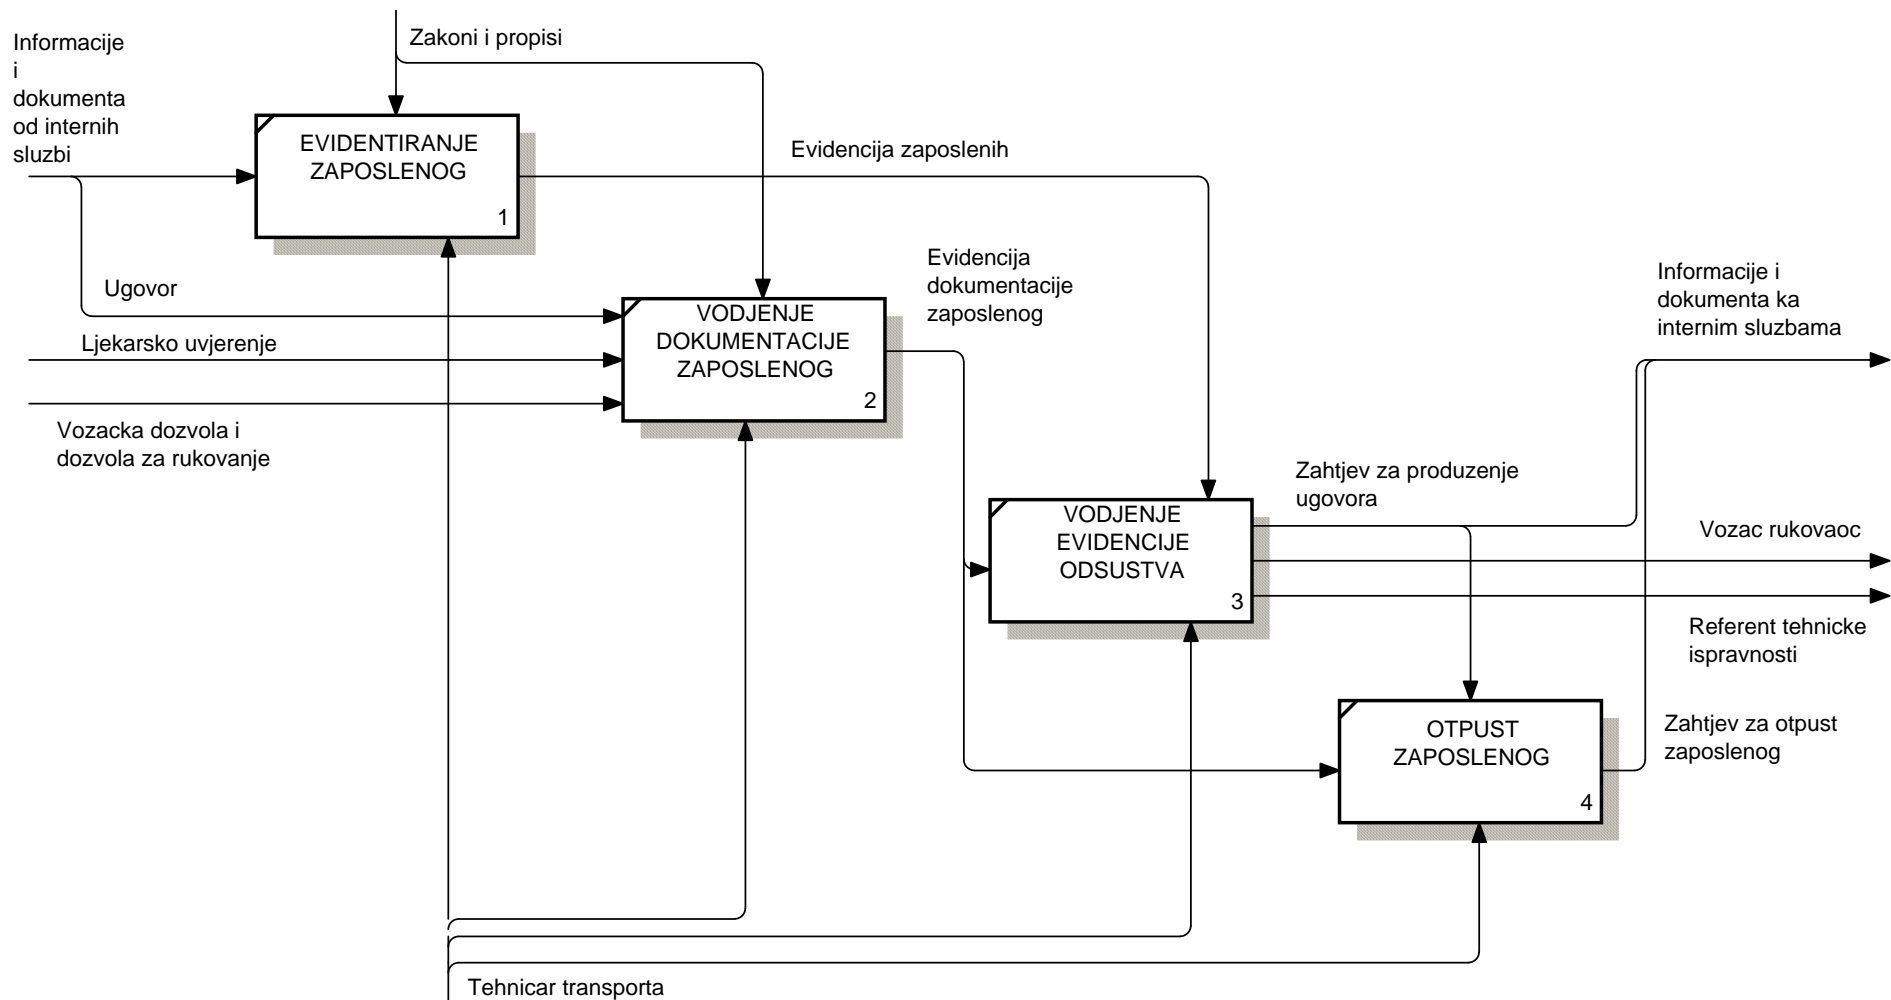 Informacije
i
dokumenta
od internih
sluzbi
Zakoni i propisi
EVIDENTIRANJE
ZAPOSLENOG
1
Evidencija zaposlenih
Ugovor
Ljekarsko uvjerenje
Vozacka dozvola i
dozvola za rukovanje
VODJENJE
DOKUMENTACIJE
ZAPOSLENOG
2
Evidencija
dokumentacije
zaposlenog
Informacije i
dokumenta ka
internim sluzbama
VODJENJE
EVIDENCIJE
ODSUSTVA
3
Zahtjev za produzenje
ugovora
Vozac rukovaoc
Referent tehnicke
ispravnosti
OTPUST
ZAPOSLENOG
4
Zahtjev za otpust
zaposlenog
Tehnicar transporta